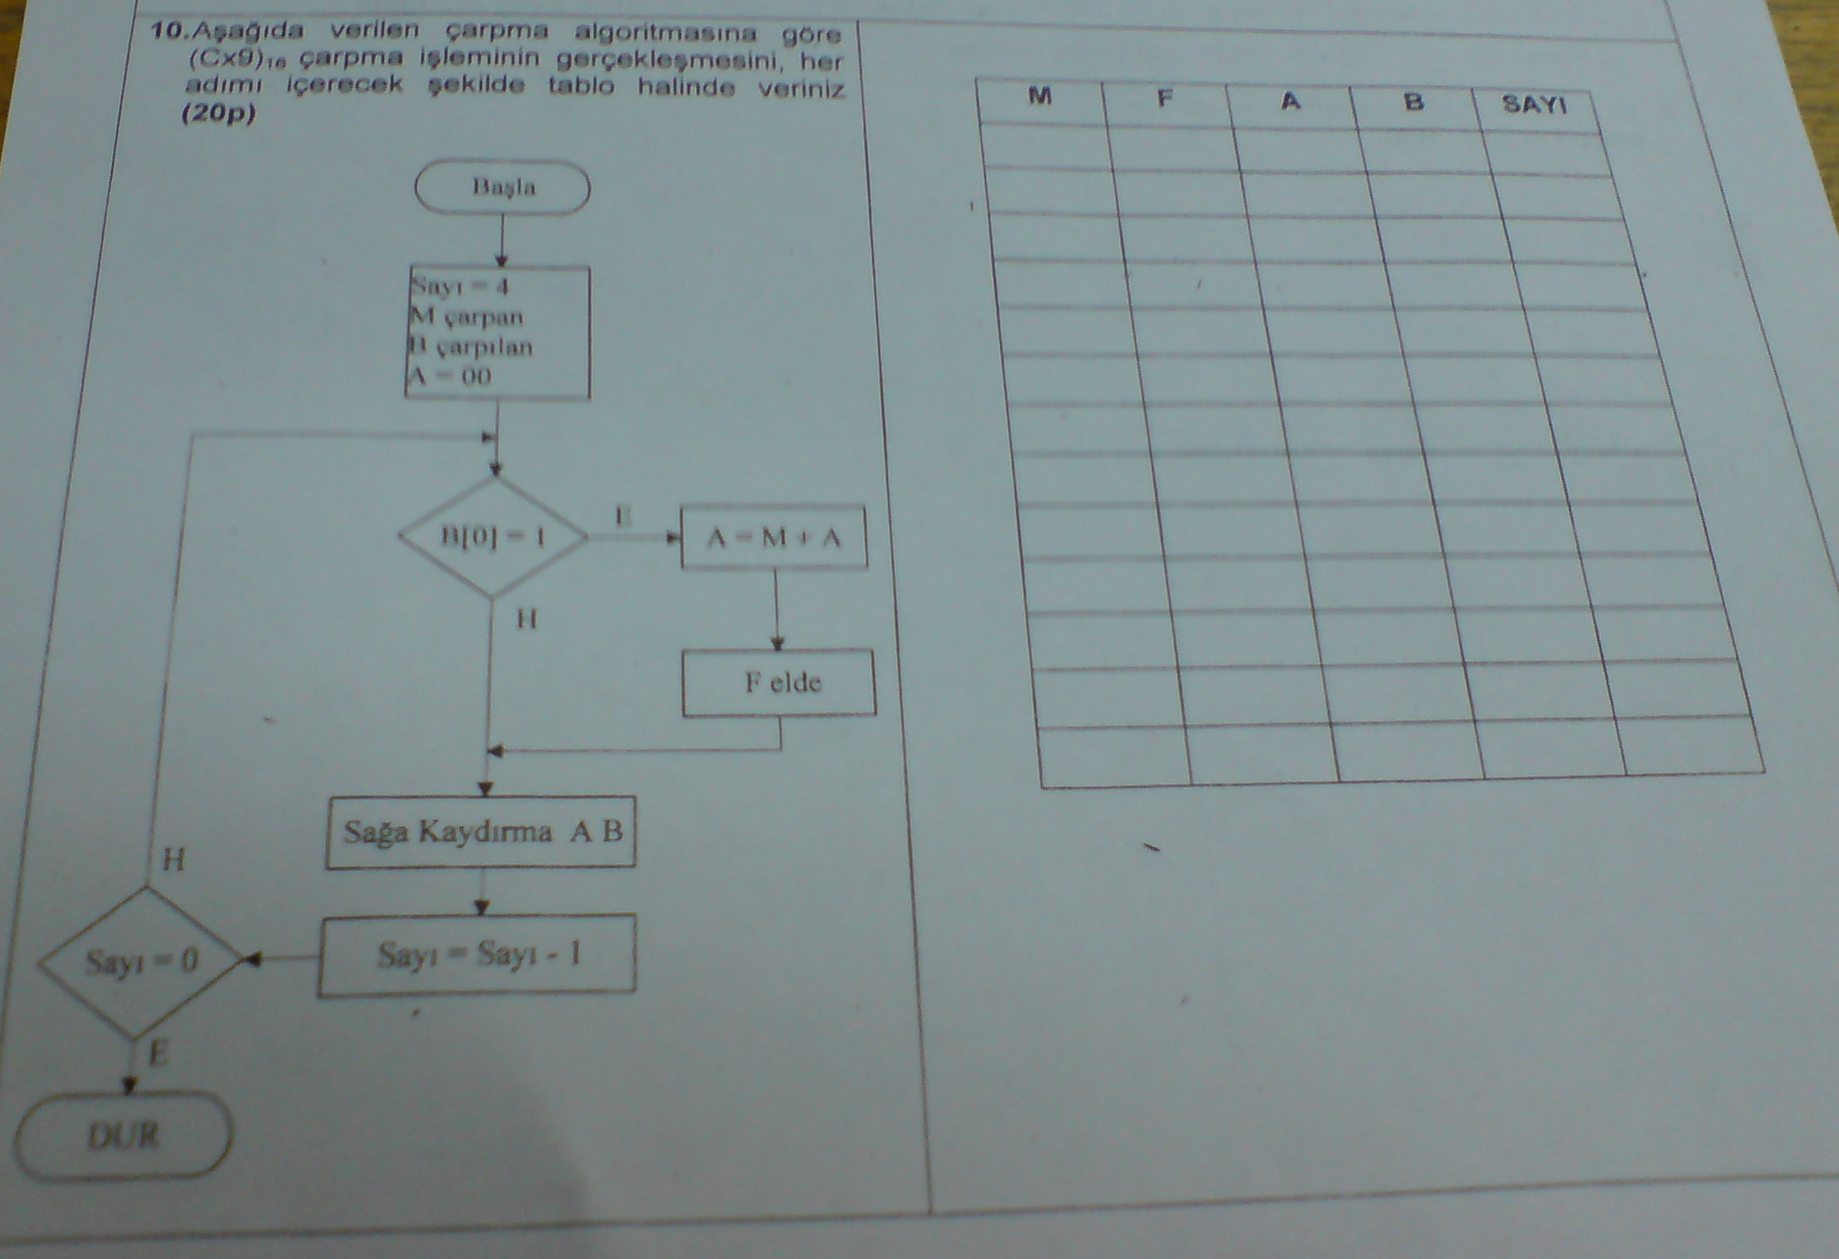 10.Aşağıda verilen çarpma algoritmasına göre
(Cx9)₁₆ çarpma işleminin gerçekleşmesini, her
adımı içerecek şekilde tablo halinde veriniz
(20p)
Başla
Sayı = 4
M çarpan
B çarpılan
A = 00
B[0] = 1
E
A = M + A
H
F elde
Sağa Kaydırma A B
H
Sayı = Sayı - 1
Sayı = 0
E
DUR
M F A B SAYI